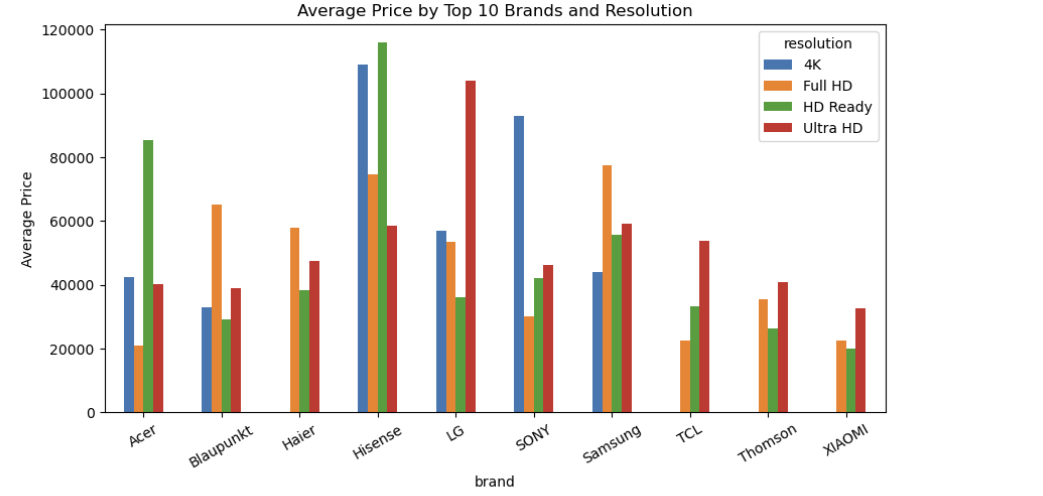 Average Price by Top 10 Brands and Resolution
120000
100000
80000
60000
40000
20000
0
Average Price
resolution
4K
Full HD
HD Ready
Ultra HD
Acer
Blaupunkt
Haier
Hisense
LG
SONY
Samsung
TCL
Thomson
XIAOMI
brand